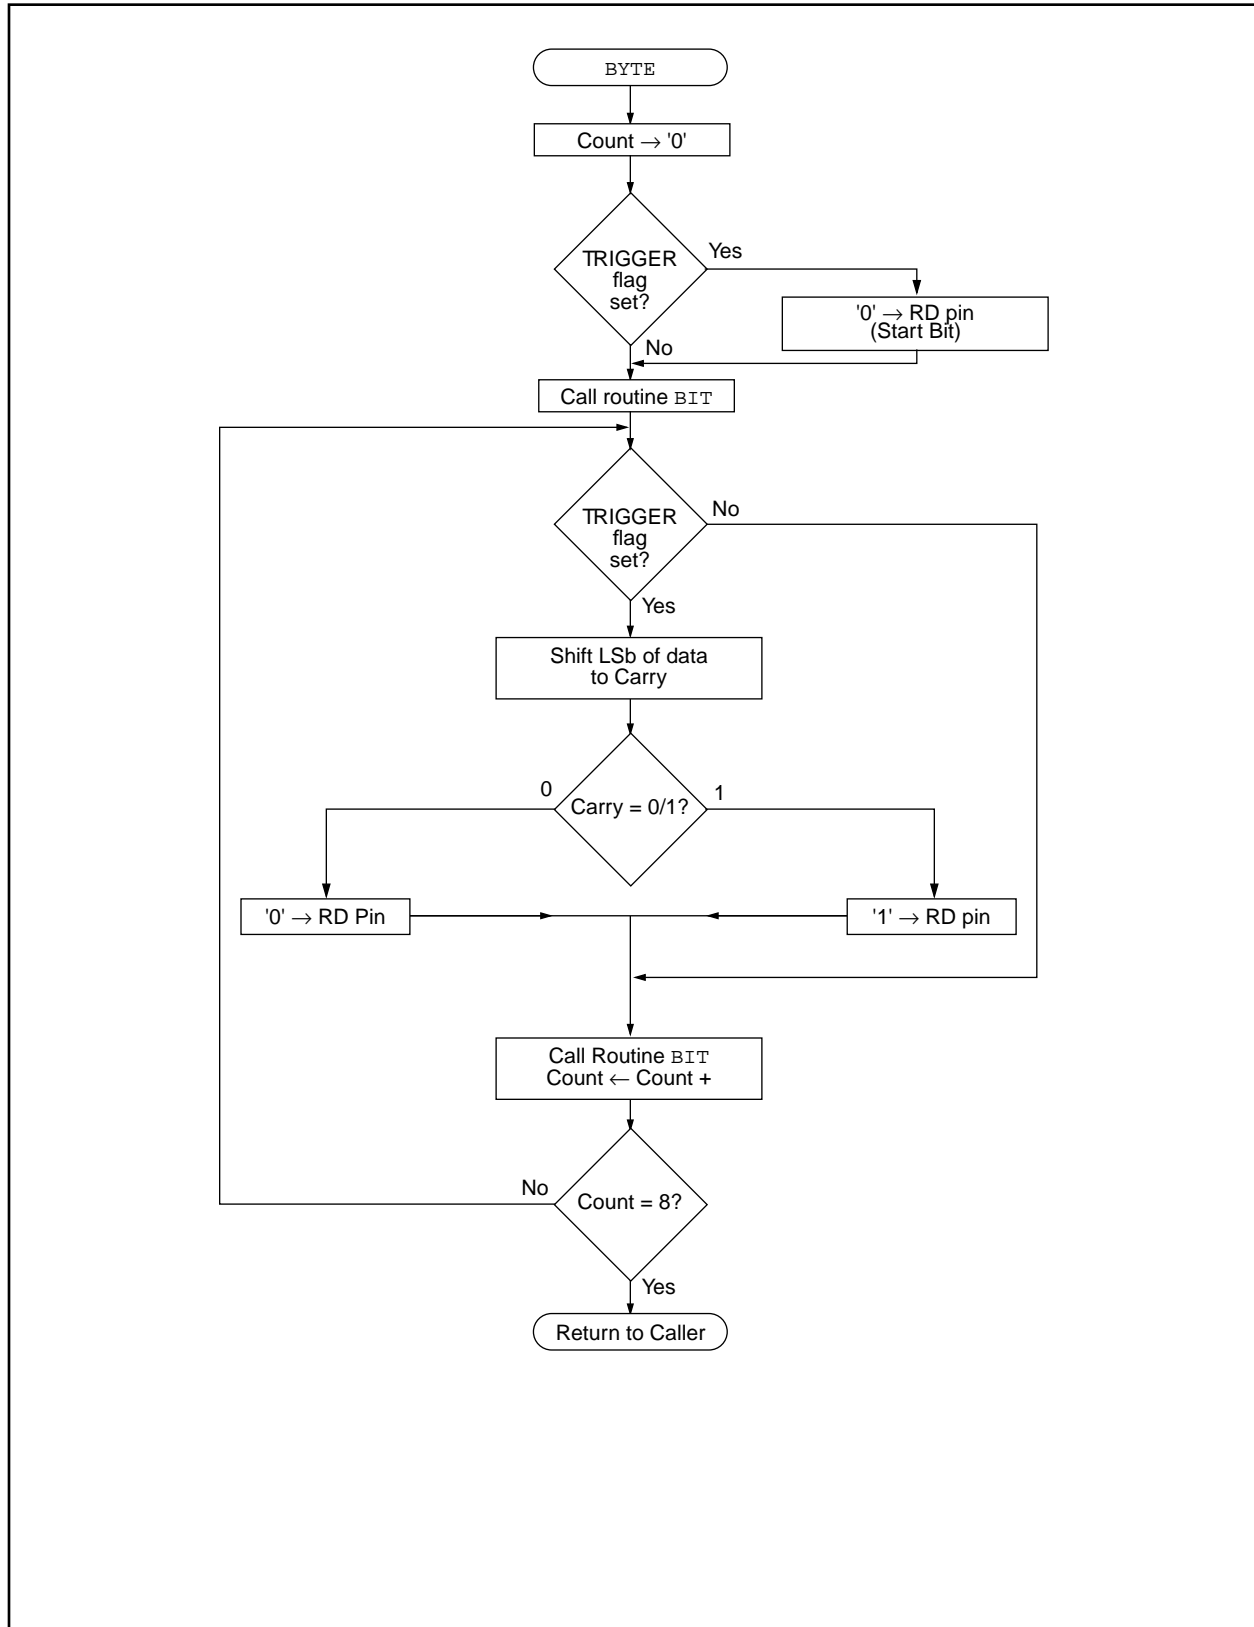 BYTE
Count → '0'
TRIGGER
flag
set?
Yes
'0' → RD pin
(Start Bit)
No
Call routine BIT
TRIGGER
flag
set?
No
Yes
Shift LSb of data
to Carry
0
Carry = 0/1?
1
'0' → RD Pin
'1' → RD pin
Call Routine BIT
Count ← Count +
No
Count = 8?
Yes
Return to Caller